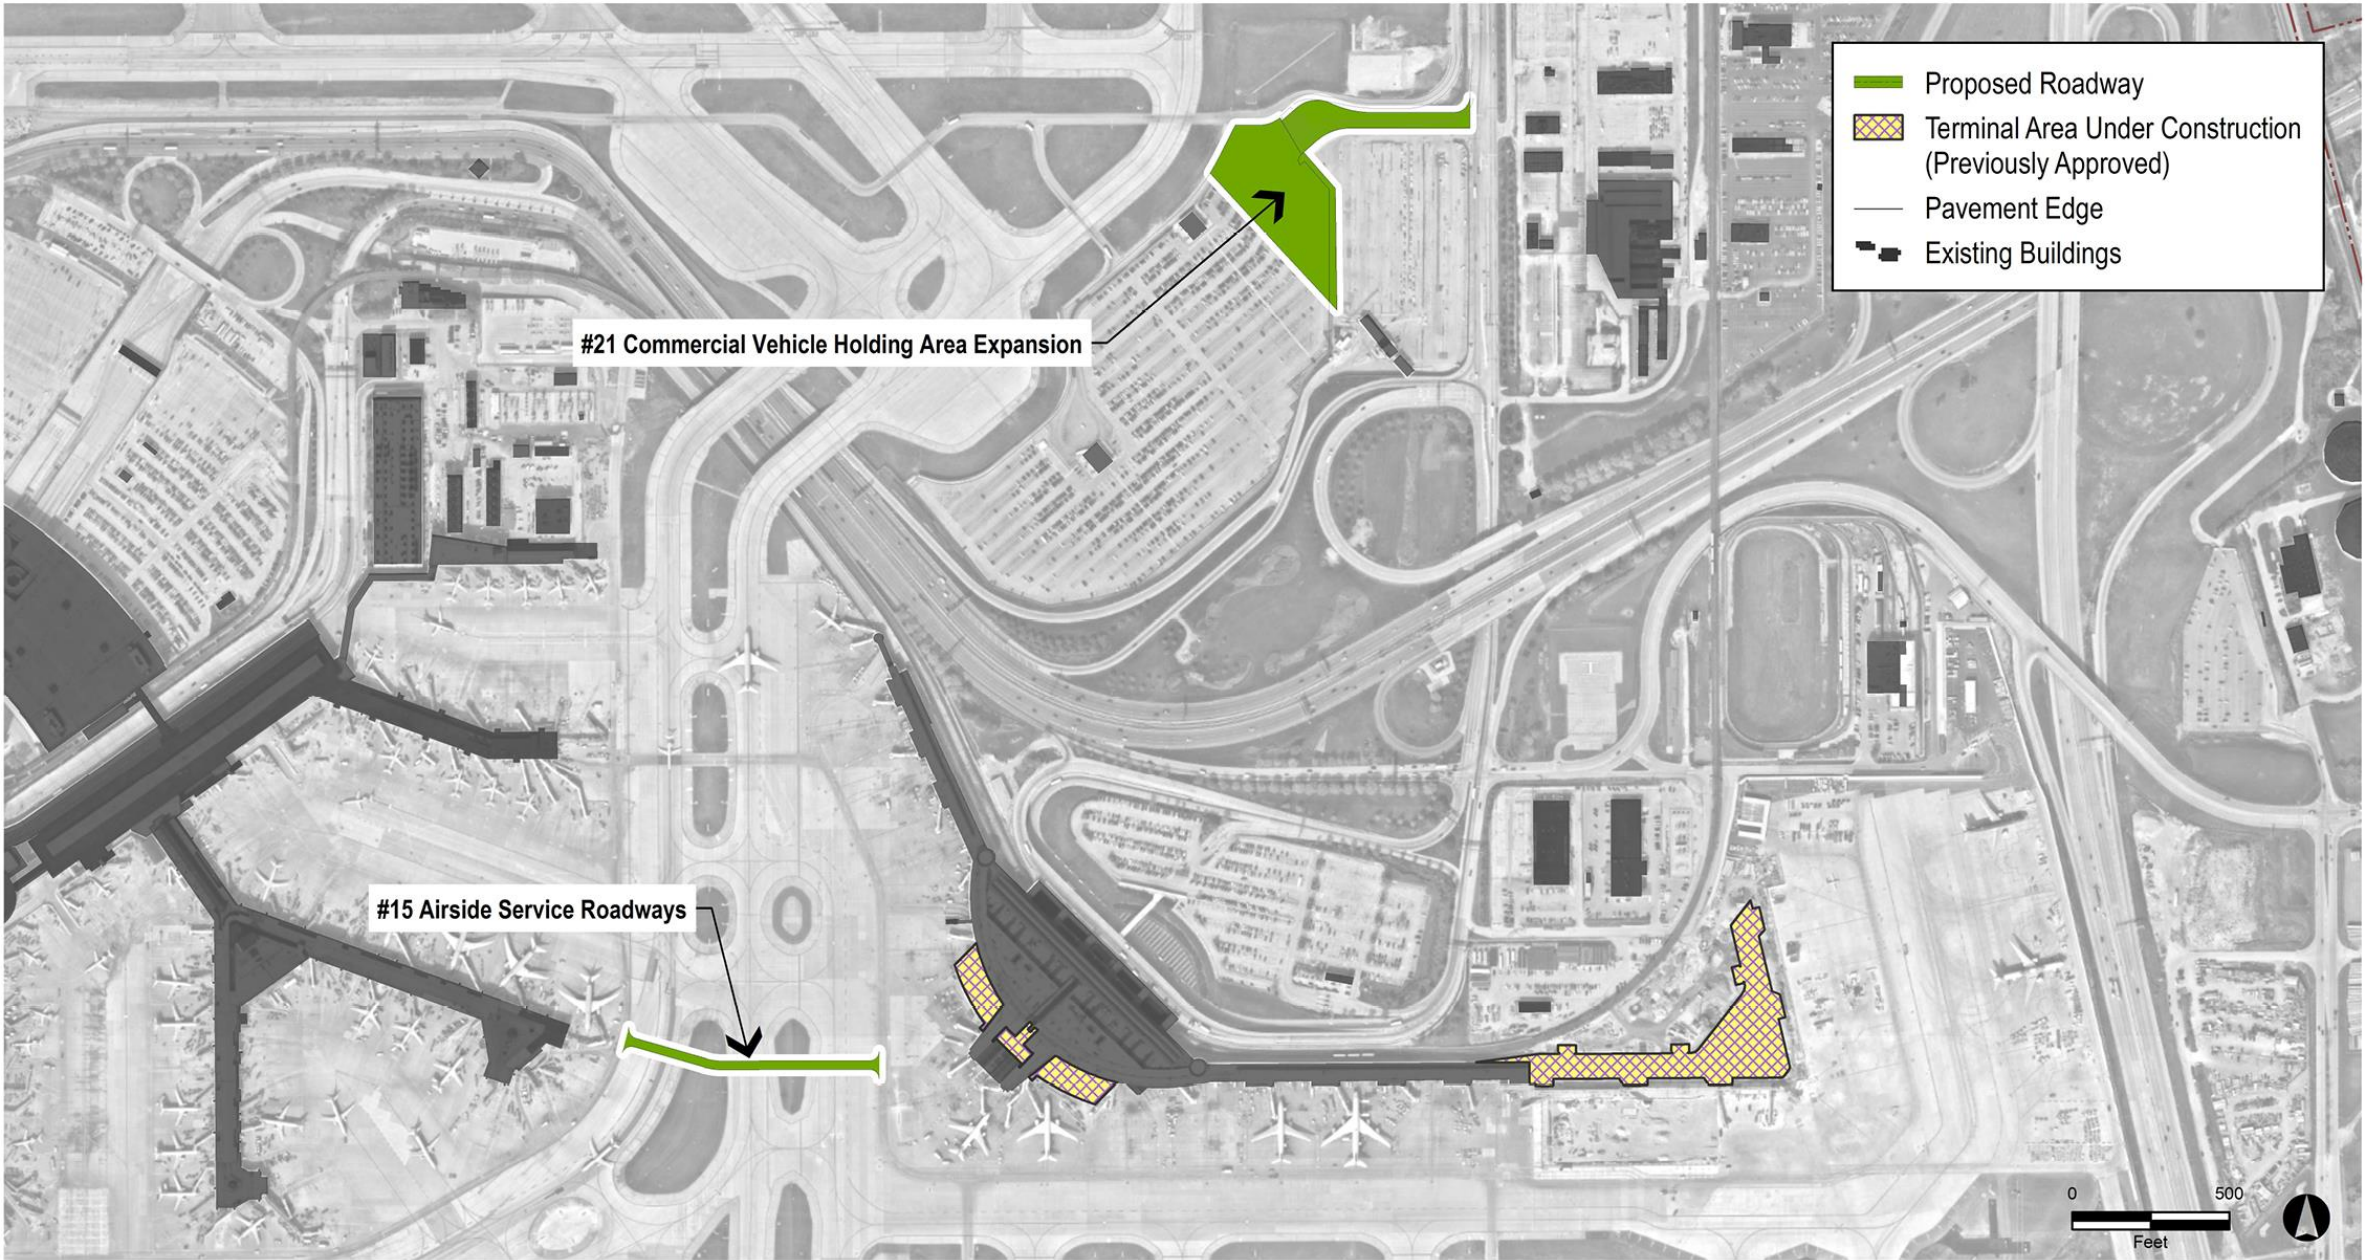 Proposed Roadway
Terminal Area Under Construction
(Previously Approved)
Pavement Edge
Existing Buildings
#21 Commercial Vehicle Holding Area Expansion
#15 Airside Service Roadways
0 500
Feet